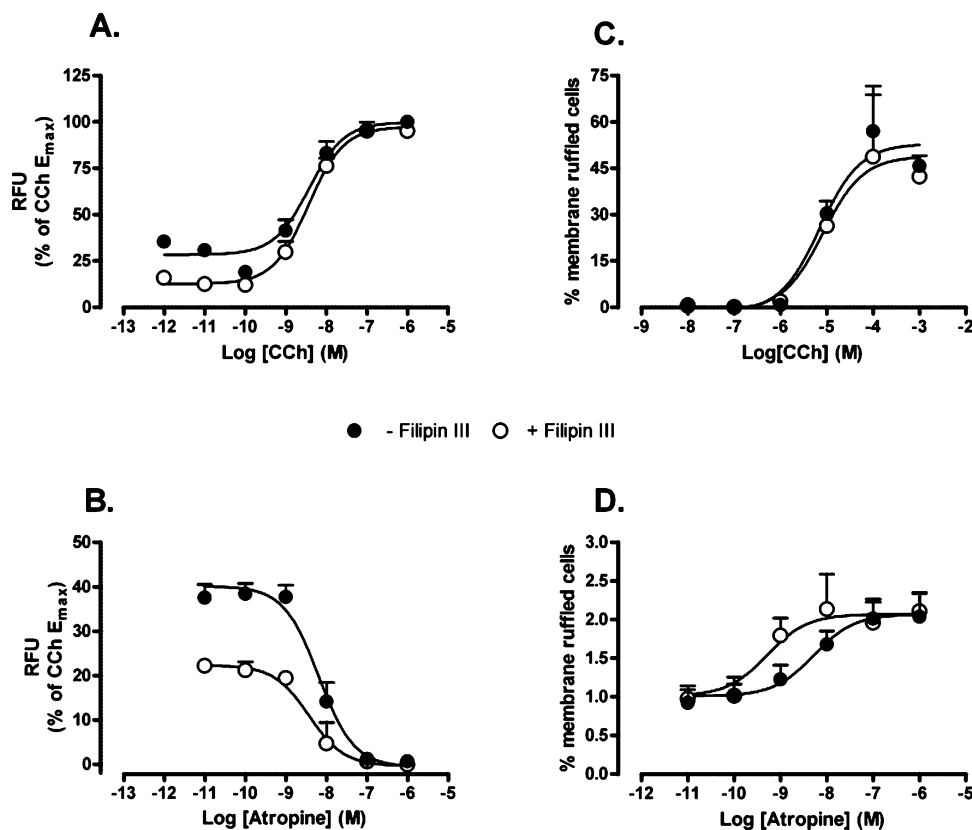 A.
RFU
(% of CCh Emax)
125
100
75
50
25
0
-13 -12 -11 -10 -9 -8 -7 -6 -5
Log [CCh] (M)
C.
% membrane ruffled cells
75
60
45
30
15
0
-9 -8 -7 -6 -5 -4 -3 -2
Log[CCh] (M)
- Filipin III + Filipin III
B.
RFU
(% of CCh Emax)
50
40
30
20
10
0
-13 -12 -11 -10 -9 -8 -7 -6 -5
Log [Atropine] (M)
D.
% membrane ruffled cells
3.0
2.5
2.0
1.5
1.0
0.5
0.0
-12 -11 -10 -9 -8 -7 -6 -5
Log [Atropine] (M)